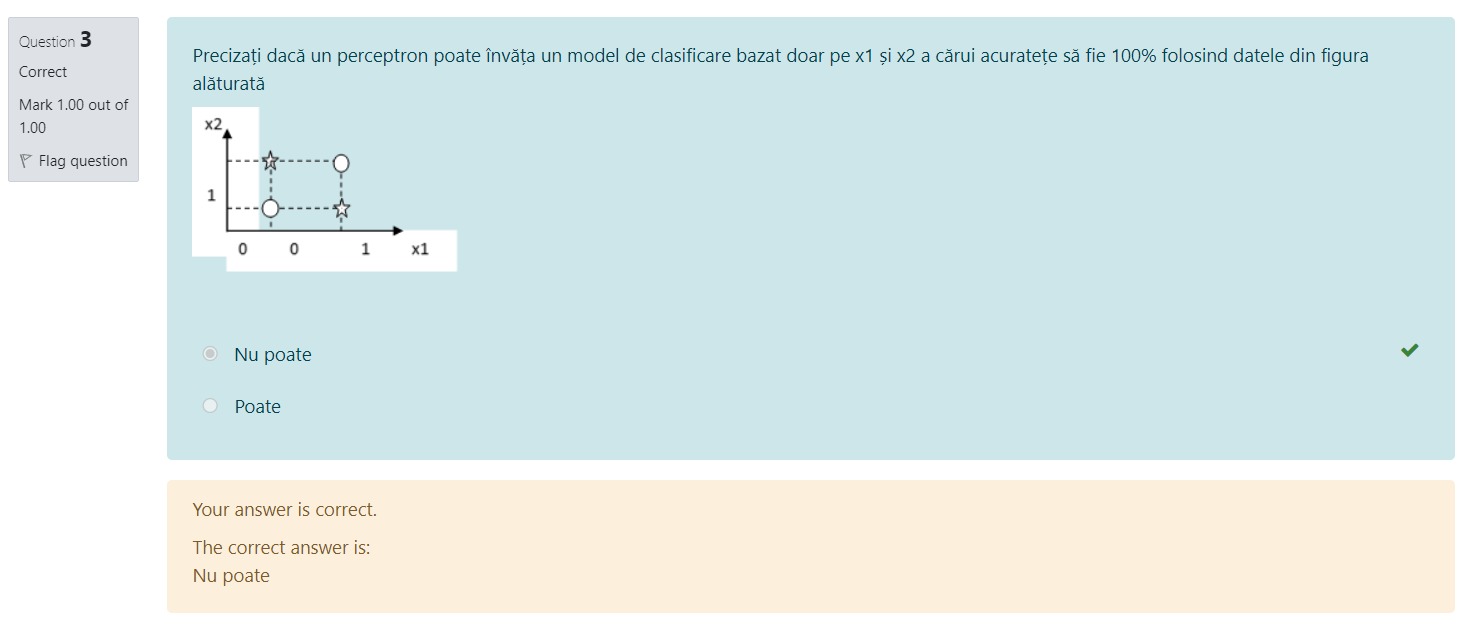 Question 3
Correct
Mark 1.00 out of
1.00
Flag question
Precizați dacă un perceptron poate învăța un model de clasificare bazat doar pe x1 și x2 a cărui acuratețe să fie 100% folosind datele din figura
alăturată
x2
1
0 0 1 x1
Nu poate
Poate
Your answer is correct.
The correct answer is:
Nu poate